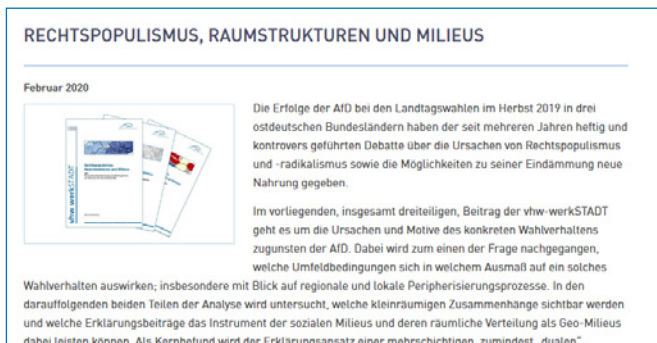 RECHTSPOPULISMUS, RAUMSTRUKTUREN UND MILIEUS
Februar 2020
Die Erfolge der AfD bei den Landtagswahlen im Herbst 2019 in drei
ostdeutschen Bundesländern haben der seit mehreren Jahren heftig und
kontrovers geführten Debatte über die Ursachen von Rechtspopulismus
und -radikalismus sowie die Möglichkeiten zu seiner Eindämmung neue
Nahrung gegeben.
Im vorliegenden, insgesamt dreiteiligen, Beitrag der vhw-werkSTADT
geht es um die Ursachen und Motive des konkreten Wahlverhaltens
zugunsten der AfD. Dabei wird zum einen der Frage nachgegangen,
welche Umfeldbedingungen sich in welchem Ausmaß auf ein solches
Wahlverhalten auswirken; insbesondere mit Blick auf regionale und lokale Peripherisierungsprozesse. In den
darauffolgenden beiden Teilen der Analyse wird untersucht, welche kleinräumigen Zusammenhänge sichtbar werden
und welche Erklärungsbeiträge das Instrument der sozialen Milieus und deren räumliche Verteilung als Geo-Milieus
dabei leisten können. Als Kernbefund wird der Erklärungsansatz einer mehrschichtigen, zumindest „dualen"
vhw werkSTADT